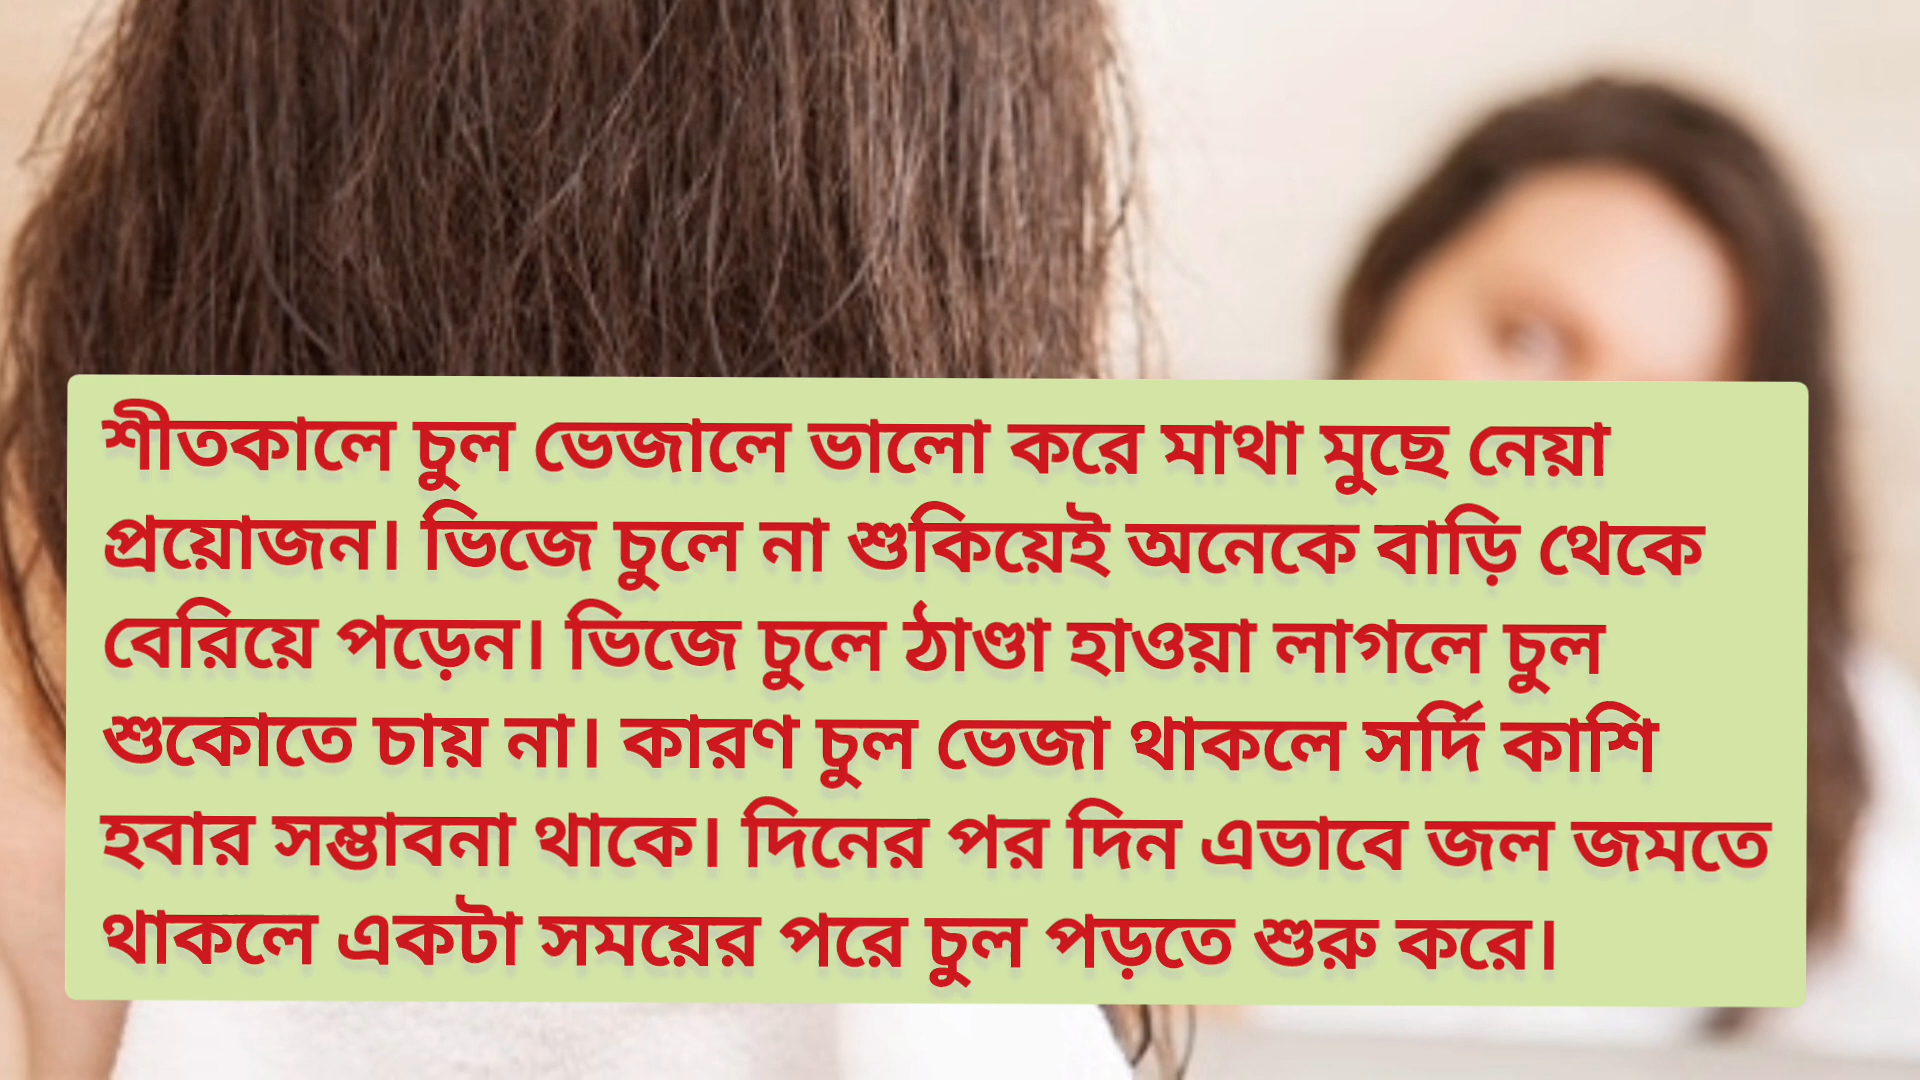 শীতকালে চুল ভেজালে ভালো করে মাথা মুছে নেয়া
প্রয়োজন। ভিজে চুলে না শুকিয়েই অনেকে বাড়ি থেকে
বেরিয়ে পড়েন। ভিজে চুলে ঠাণ্ডা হাওয়া লাগলে চুল
শুকোতে চায় না। কারণ চুল ভেজা থাকলে সর্দি কাশি
হবার সম্ভাবনা থাকে। দিনের পর দিন এভাবে জল জমতে
থাকলে একটা সময়ের পরে চুল পড়তে শুরু করে।